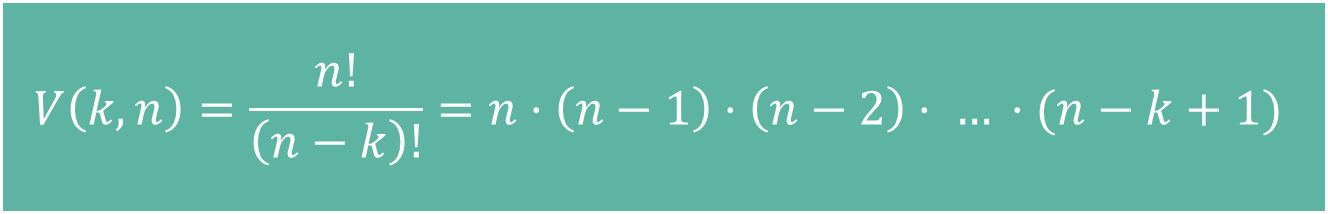 V(k, n) = n! / (n − k)! = n · (n − 1) · (n − 2) · … · (n − k + 1)